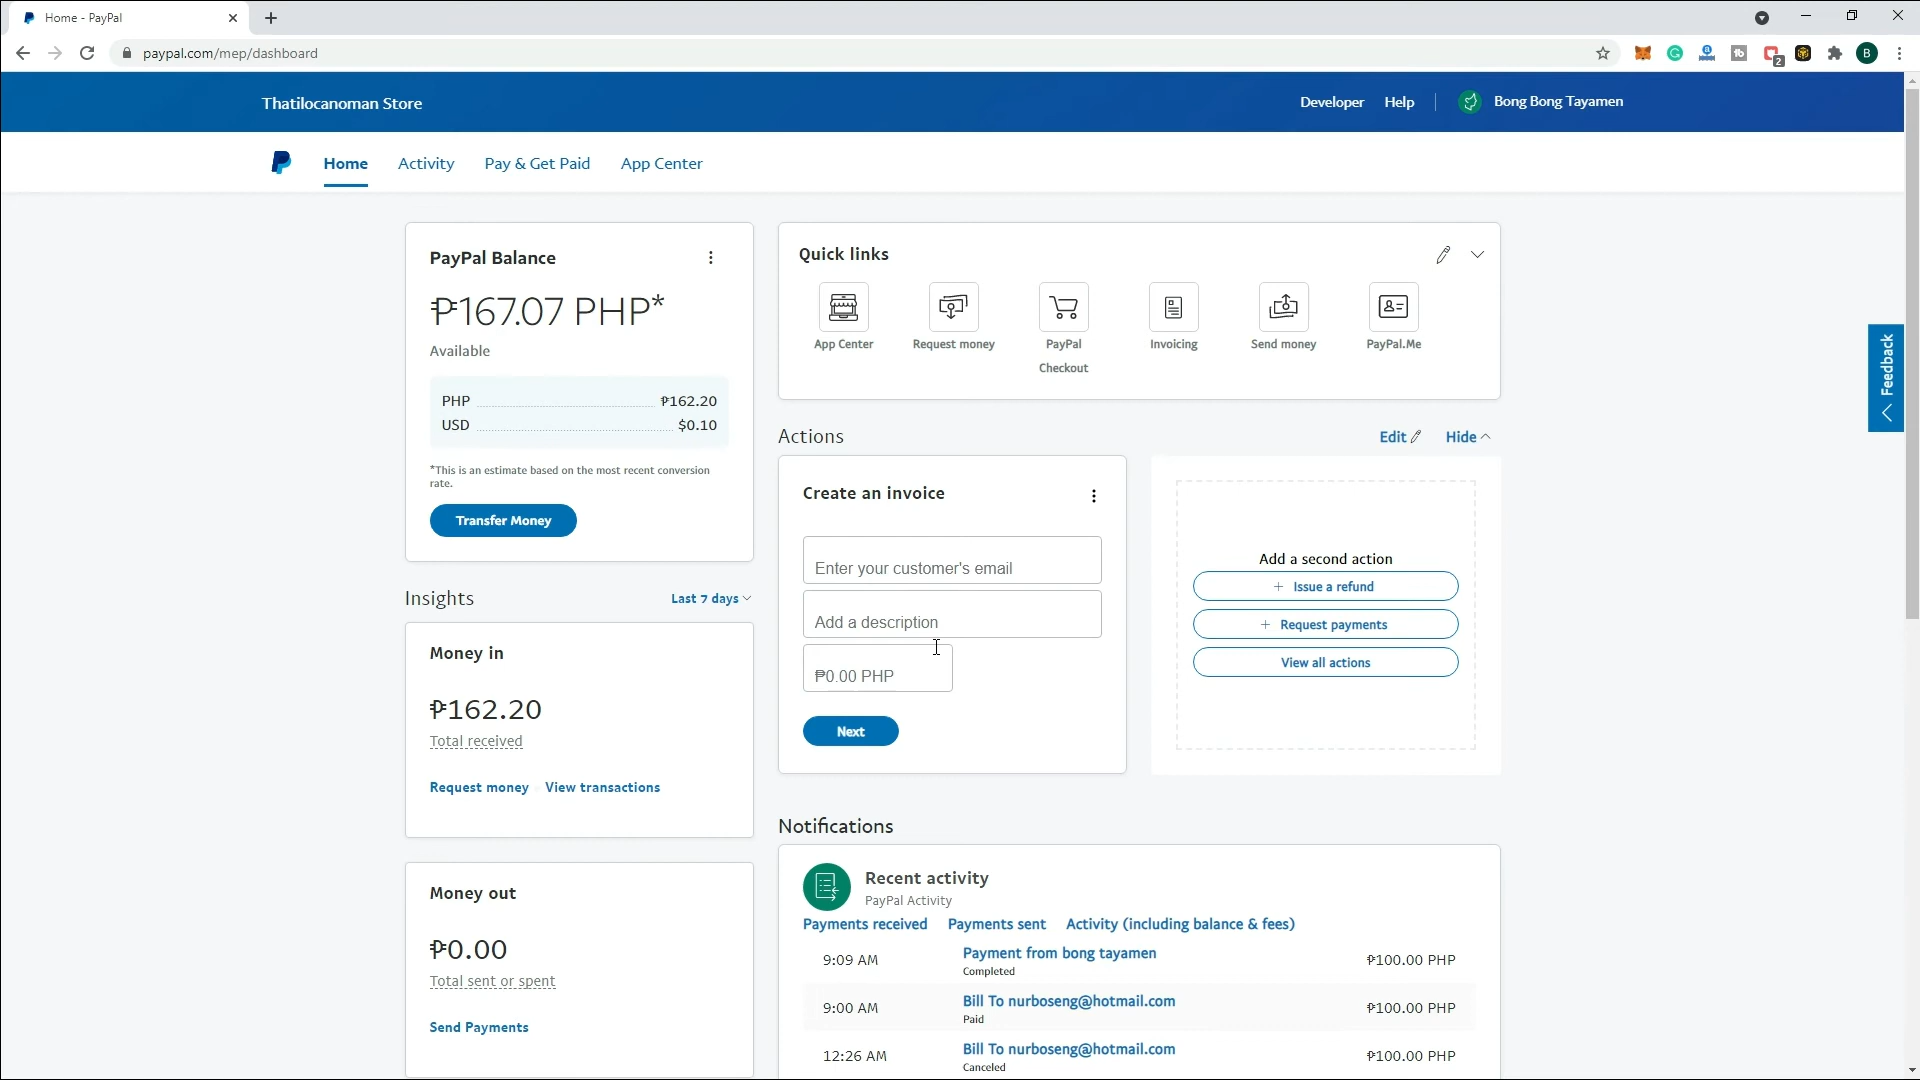 Home - PayPal
paypal.com/mep/dashboard
2
B
Thatilocanoman Store
Developer
Help
Bong Bong Tayamen
Home
Activity
Pay & Get Paid
App Center
PayPal Balance
₱167.07 PHP*
Available
PHP ₱162.20
USD $0.10
*This is an estimate based on the most recent conversion
rate.
Transfer Money
Quick links
App Center
Request money
PayPal
Checkout
Invoicing
Send money
PayPal.Me
Feedback
Actions
Edit
Hide
Create an invoice
Enter your customer's email
Add a description
₱0.00 PHP
Next
Add a second action
+ Issue a refund
+ Request payments
View all actions
Insights
Last 7 days
Money in
₱162.20
Total received
Request money
View transactions
Money out
₱0.00
Total sent or spent
Send Payments
Notifications
Recent activity
PayPal Activity
Payments received Payments sent Activity (including balance & fees)
9:09 AM Payment from bong tayamen ₱100.00 PHP
Completed
9:00 AM Bill To nurboseng@hotmail.com ₱100.00 PHP
Paid
12:26 AM Bill To nurboseng@hotmail.com ₱100.00 PHP
Canceled